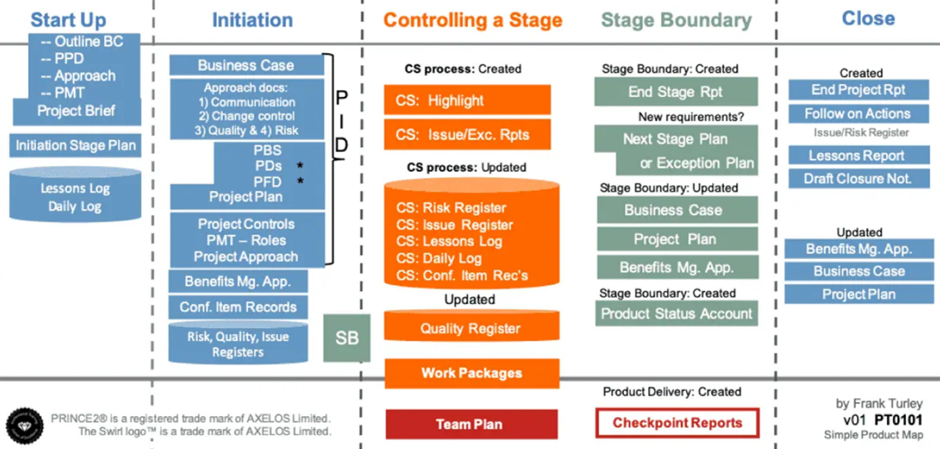 Start Up
-- Outline BC
-- PPD
-- Approach
-- PMT
Project Brief
Initiation Stage Plan
Lessons Log
Daily Log
Initiation
Business Case
Approach docs:
1) Communication
2) Change control
3) Quality & 4) Risk
PBS
PDs *
PFD *
Project Plan
Project Controls
PMT – Roles
Project Approach
P
I
D
Benefits Mg. App.
Conf. Item Records
Risk, Quality, Issue
Registers
SB
Controlling a Stage
CS process: Created
CS: Highlight
CS: Issue/Exc. Rpts
CS process: Updated
CS: Risk Register
CS: Issue Register
CS: Lessons Log
CS: Daily Log
CS: Conf. Item Rec's
Updated
Quality Register
Work Packages
Team Plan
Stage Boundary
Stage Boundary: Created
End Stage Rpt
New requirements?
Next Stage Plan
or Exception Plan
Stage Boundary: Updated
Business Case
Project Plan
Benefits Mg. App.
Stage Boundary: Created
Product Status Account
Product Delivery: Created
Checkpoint Reports
Close
Created
End Project Rpt
Follow on Actions
Issue/Risk Register
Lessons Report
Draft Closure Not.
Updated
Benefits Mg. App.
Business Case
Project Plan
PRINCE2® is a registered trade mark of AXELOS Limited.
The Swirl logo™ is a trade mark of AXELOS Limited.
by Frank Turley
v01 PT0101
Simple Product Map